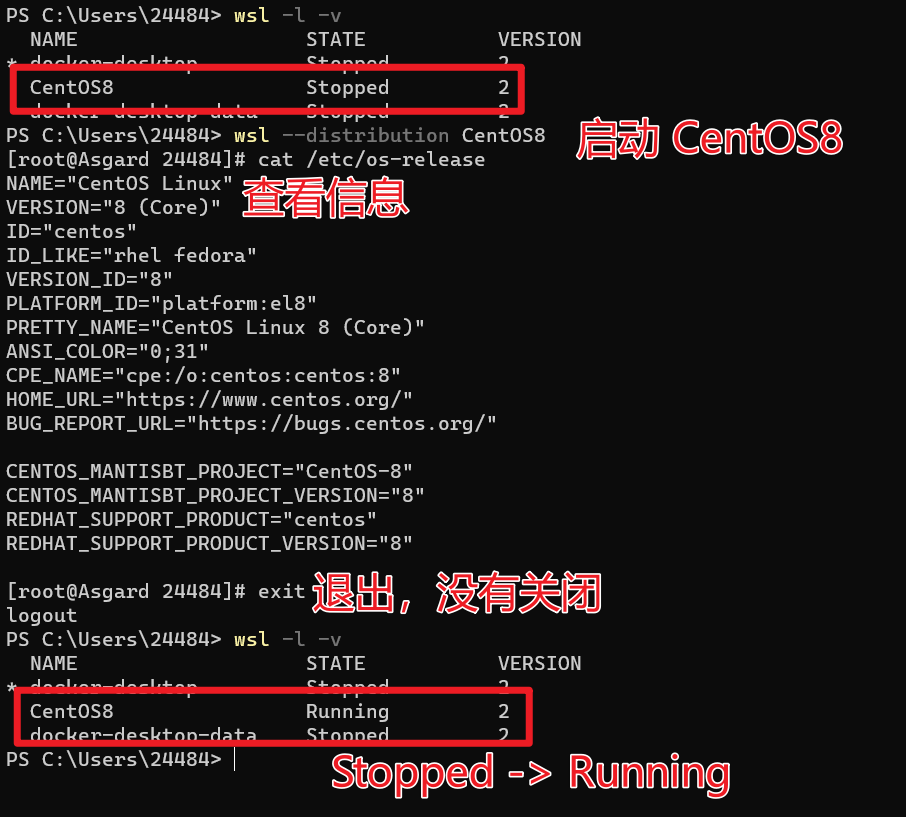 PS C:\Users\24484> wsl -l -v
NAME STATE VERSION
* docker-desktop Stopped 2
CentOS8 Stopped 2
docker-desktop-data Stopped 2
PS C:\Users\24484> wsl --distribution CentOS8
启动 CentOS8
[root@Asgard 24484]# cat /etc/os-release
NAME="CentOS Linux"
查看信息
VERSION="8 (Core)"
ID="centos"
ID_LIKE="rhel fedora"
VERSION_ID="8"
PLATFORM_ID="platform:el8"
PRETTY_NAME="CentOS Linux 8 (Core)"
ANSI_COLOR="0;31"
CPE_NAME="cpe:/o:centos:centos:8"
HOME_URL="https://www.centos.org/"
BUG_REPORT_URL="https://bugs.centos.org/"
CENTOS_MANTISBT_PROJECT="CentOS-8"
CENTOS_MANTISBT_PROJECT_VERSION="8"
REDHAT_SUPPORT_PRODUCT="centos"
REDHAT_SUPPORT_PRODUCT_VERSION="8"
[root@Asgard 24484]# exit
退出，没有关闭
logout
PS C:\Users\24484> wsl -l -v
NAME STATE VERSION
* docker-desktop Stopped 2
CentOS8 Running 2
docker-desktop-data Stopped 2
PS C:\Users\24484>
Stopped -> Running